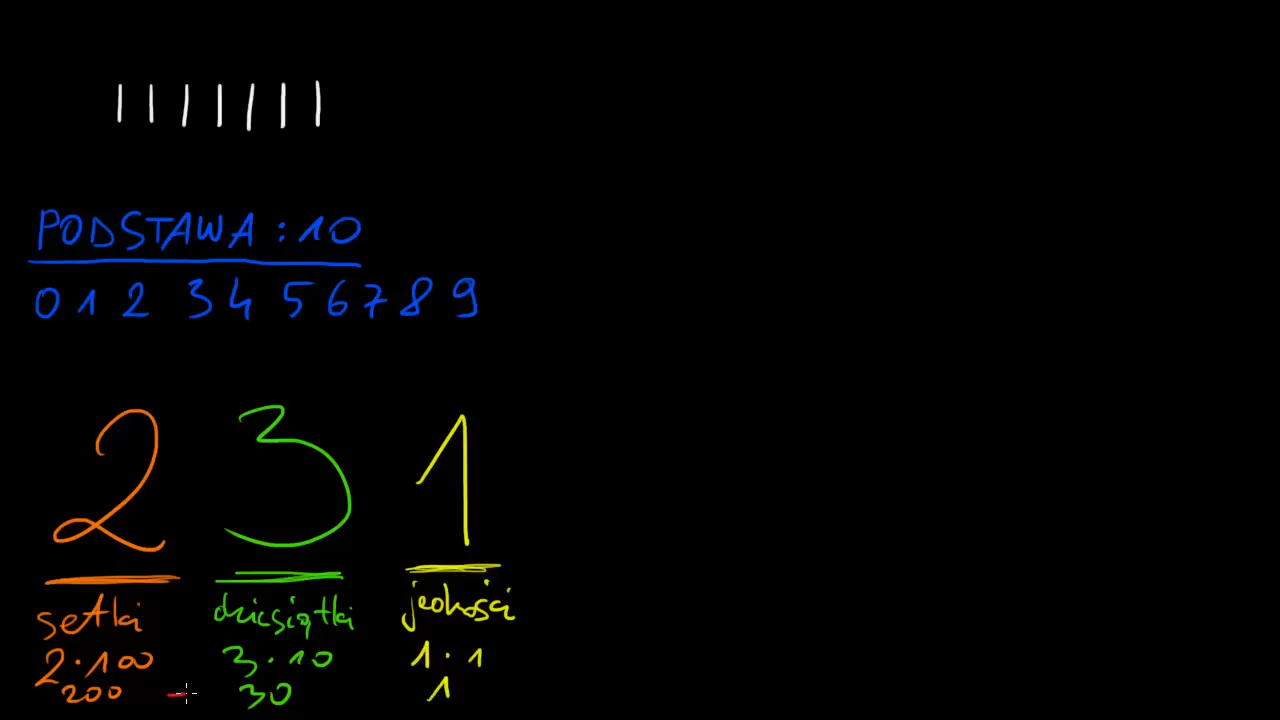 | | | | | | |
PODSTAWA : 10
0 1 2 3 4 5 6 7 8 9
2 3 1
setki dziesiątki jedności
2 · 100 3 · 10 1 · 1
200 30 1